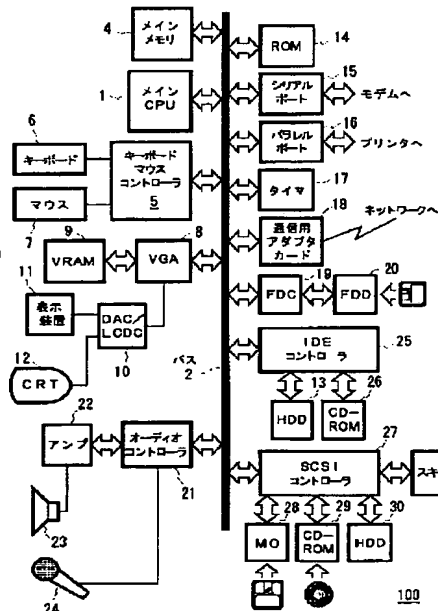 4
メイン
メモリ
1
メイン
CPU
6
キーボード
キーボード
マウス
コントローラ
5
マウス
7
9
VRAM
8
VGA
11
表示
装置
DAC/
LCDC
10
12
CRT
バス
2
22
アンプ
オーディオ
コントローラ
21
23
24
ROM
14
15
シリアル
ポート
モデムへ
16
パラレル
ポート
プリンタへ
タイマ
17
通信用
アダプタ
カード
18
ネットワークへ
19
FDC
20
FDD
IDE
コントローラ
25
HDD
13
CD-
ROM
26
27
SCSI
コントローラ
スキ
28
MO
29
CD-
ROM
30
HDD
100